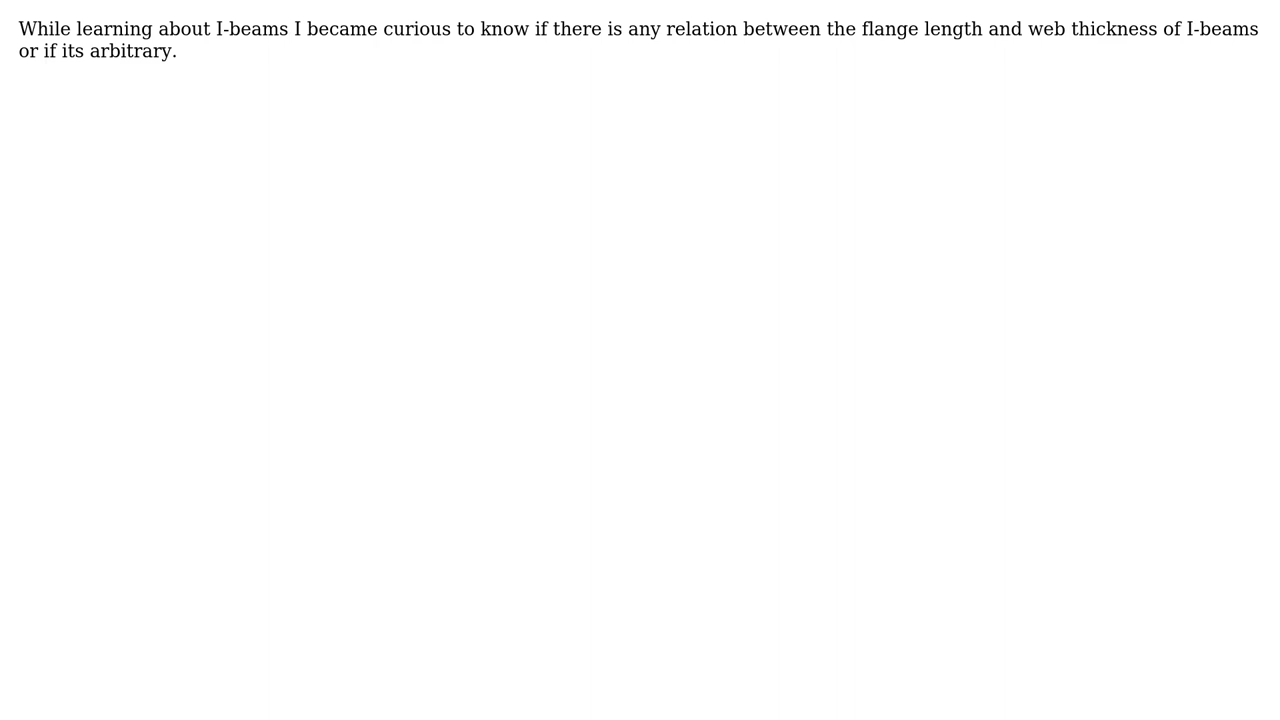 While learning about I-beams I became curious to know if there is any relation between the flange length and web thickness of I-beams
or if its arbitrary.